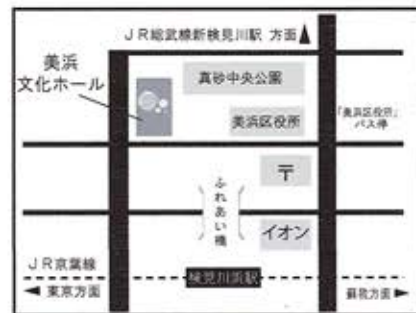 JR総武線新検見川駅 方面
美浜
文化ホール
真砂中央公園
美浜区役所
「美浜区役所」
バス停
〒
ふれあい橋
イオン
JR京葉線
検見川浜駅
東京方面
蘇我方面